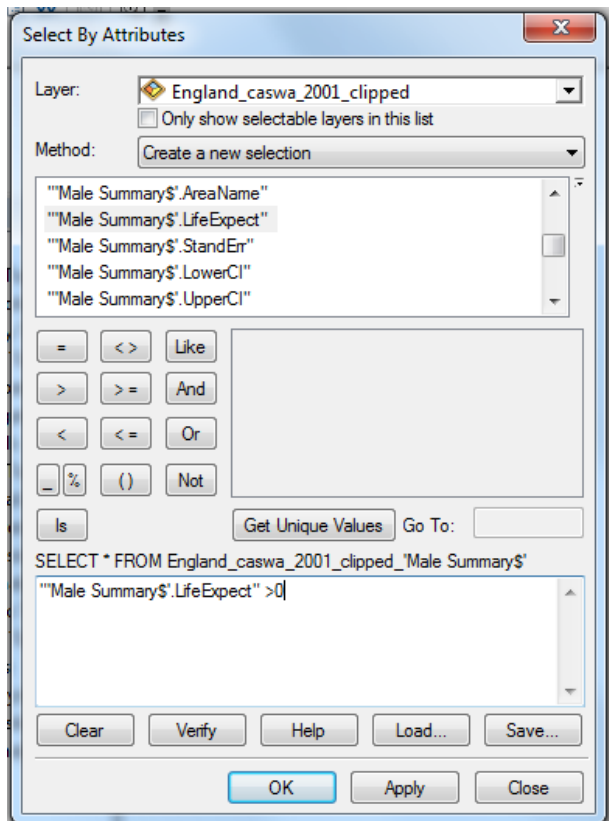 Select By Attributes
Layer: England_caswa_2001_clipped
Only show selectable layers in this list
Method: Create a new selection
"'Male Summary$'.AreaName"
"'Male Summary$'.LifeExpect"
"'Male Summary$'.StandErr"
"'Male Summary$'.LowerCI"
"'Male Summary$'.UpperCI"
= < > Like
> > = And
< < = Or
_ % ( ) Not
Is Get Unique Values Go To:
SELECT * FROM England_caswa_2001_clipped_'Male Summary$'
"'Male Summary$'.LifeExpect" >0
Clear Verify Help Load... Save...
OK Apply Close